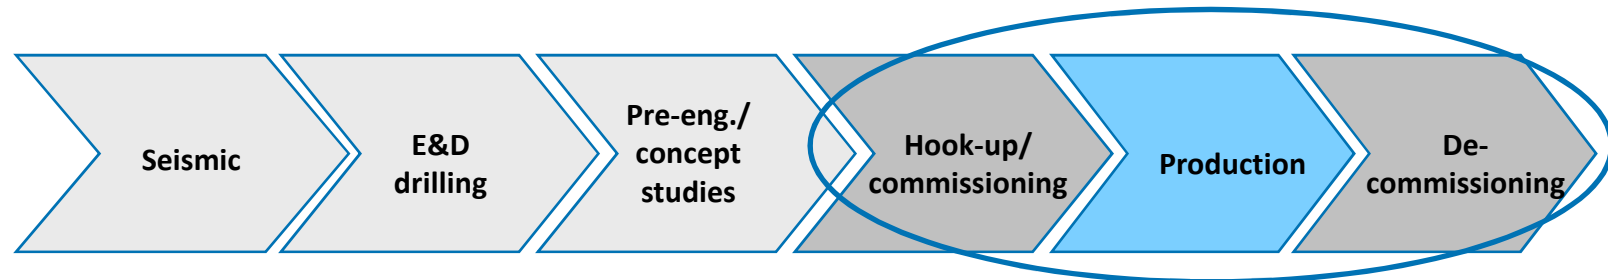 Seismic
E&D
drilling
Pre-eng./
concept
studies
Hook-up/
commissioning
Production
De-
commissioning